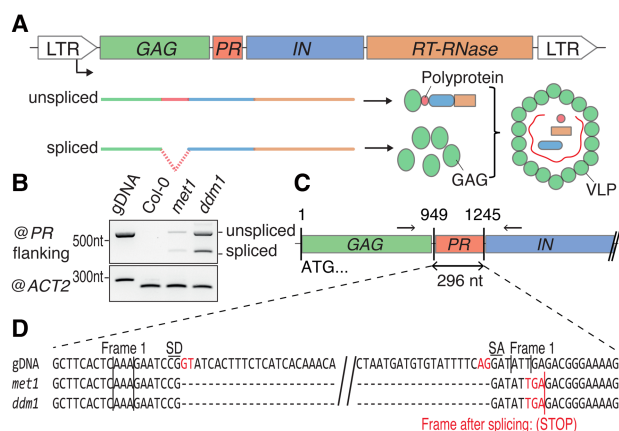 A
LTR GAG PR IN RT-RNase LTR
unspliced
Polyprotein
spliced
GAG
VLP
B
gDNA Col-0 met1 ddm1
@PR
flanking
500nt
unspliced
spliced
@ACT2
300nt
C
1 949 1245
GAG PR IN
ATG...
296 nt
D
Frame 1 SD SA Frame 1
gDNA GCTTCACTCAAAGAATCCGGTATCACTTTCTCATCACAAACA // CTAATGATGTGTATTTTCAGGATATTGAGACGGGAAAAG
met1 GCTTCACTCAAAGAATCCG----------------------- // -------------------GATATTGAGACGGGAAAAG
ddm1 GCTTCACTCAAAGAATCCG----------------------- // -------------------GATATTGAGACGGGAAAAG
Frame after splicing: (STOP)